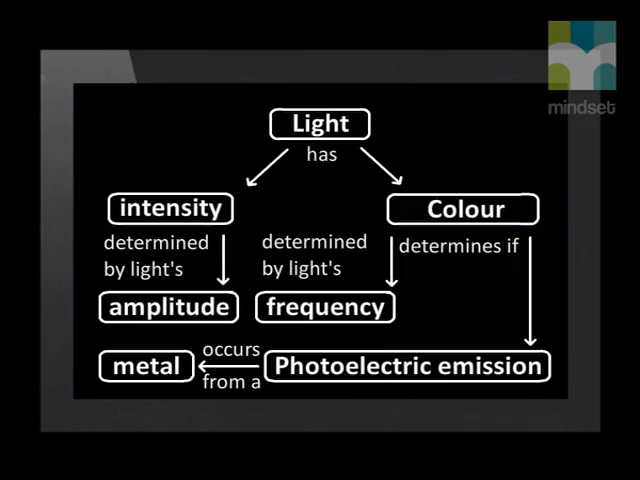 mindset
Light
has
intensity
Colour
determined
by light's
determined
by light's
determines if
amplitude
frequency
metal
occurs
from a
Photoelectric emission